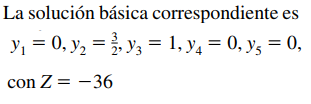 La solución básica correspondiente es
y₁ = 0, y₂ = 3/2, y₃ = 1, y₄ = 0, y₅ = 0,
con Z = −36